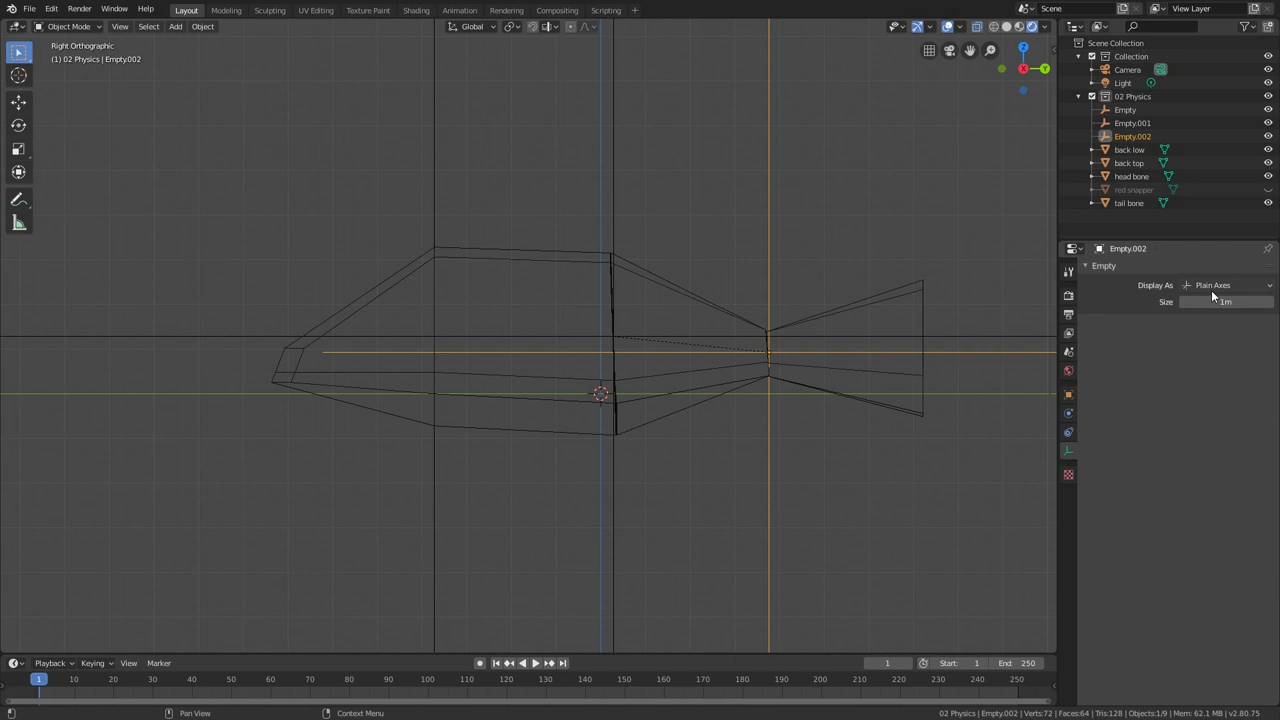 File Edit Render Window Help Layout Modeling Sculpting UV Editing Texture Paint Shading Animation Rendering Compositing Scripting + Scene View Layer
Object Mode View Select Add Object Global
Right Orthographic
(1) 02 Physics | Empty.002
Z
X
Y
Scene Collection
Collection
Camera
Light
02 Physics
Empty
Empty.001
Empty.002
back low
back top
head bone
red snapper
tail bone
Empty.002
Empty
Display As Plain Axes
Size 1m
Playback Keying View Marker 1 Start: 1 End: 250
1 10 20 30 40 50 60 70 80 90 100 110 120 130 140 150 160 170 180 190 200 210 220 230 240 250
Pan View Context Menu 02 Physics | Empty.002 | Verts:72 | Faces:64 | Tris:128 | Objects:1/9 | Mem: 62.1 MB | v2.80.75